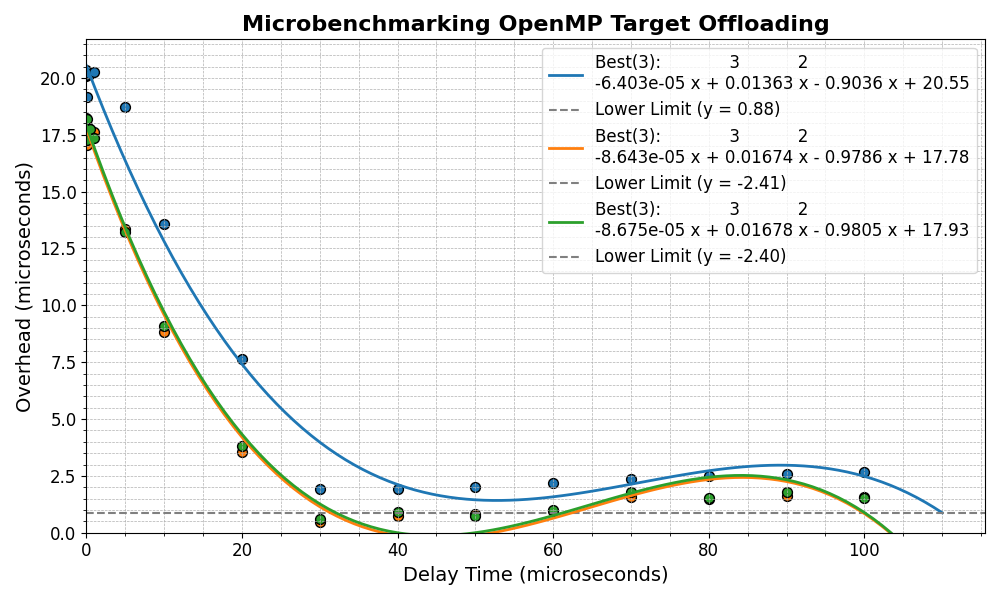 Microbenchmarking OpenMP Target Offloading
Overhead (microseconds)
20.0
17.5
15.0
12.5
10.0
7.5
5.0
2.5
0.0
0 20 40 60 80 100
Delay Time (microseconds)
Best(3): 3 2
-6.403e-05 x + 0.01363 x - 0.9036 x + 20.55
Lower Limit (y = 0.88)
Best(3): 3 2
-8.643e-05 x + 0.01674 x - 0.9786 x + 17.78
Lower Limit (y = -2.41)
Best(3): 3 2
-8.675e-05 x + 0.01678 x - 0.9805 x + 17.93
Lower Limit (y = -2.40)